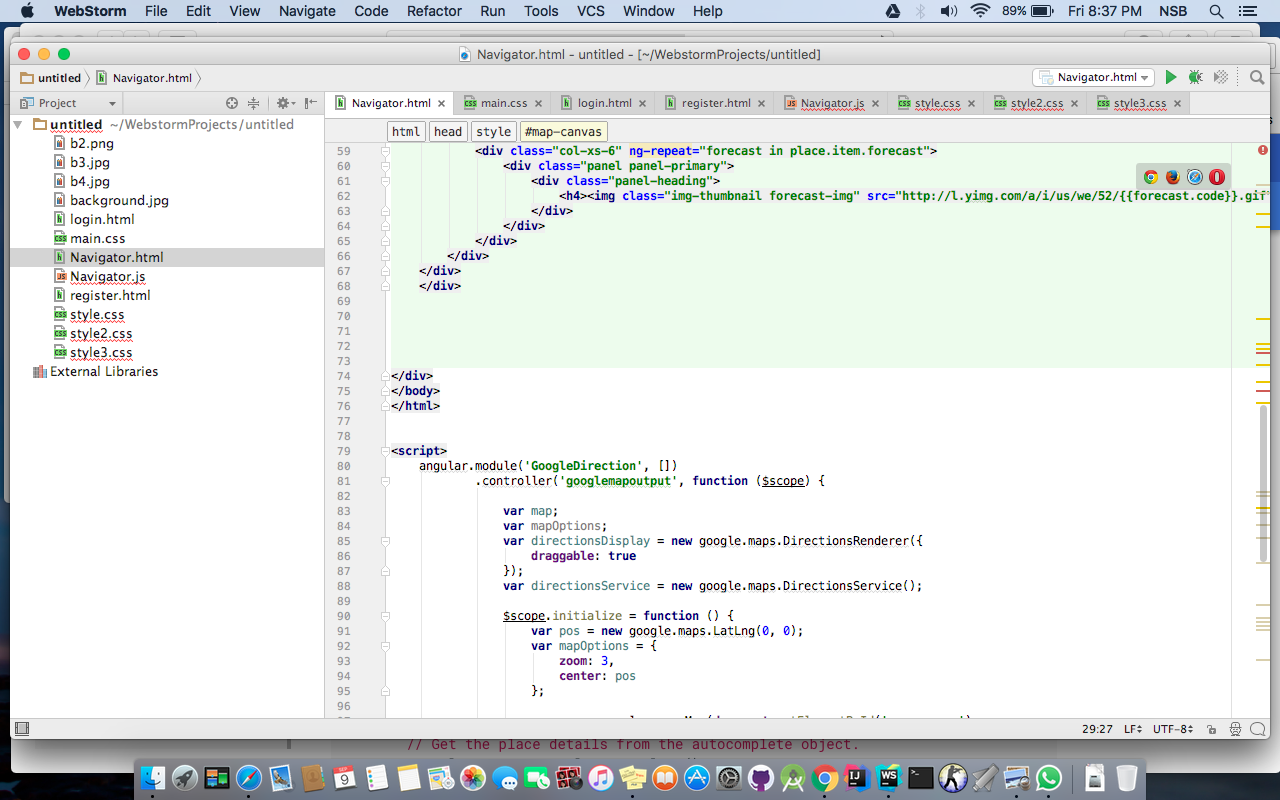 WebStorm File Edit View Navigate Code Refactor Run Tools VCS Window Help 89% Fri 8:37 PM NSB
Navigator.html - untitled - [~/WebstormProjects/untitled]
untitled Navigator.html Navigator.html
Project Navigator.html main.css login.html register.html Navigator.js style.css style2.css style3.css
untitled ~/WebstormProjects/untitled
b2.png
b3.jpg
b4.jpg
background.jpg
login.html
main.css
Navigator.html
Navigator.js
register.html
style.css
style2.css
style3.css
External Libraries
html head style #map-canvas
59 <div class="col-xs-6" ng-repeat="forecast in place.item.forecast">
60 <div class="panel panel-primary">
61 <div class="panel-heading">
62 <h4><img class="img-thumbnail forecast-img" src="http://l.yimg.com/a/i/us/we/52/{{forecast.code}}.gif"
63 </div>
64 </div>
65 </div>
66 </div>
67 </div>
68 </div>
69
70
71
72
73
74 </div>
75 </body>
76 </html>
77
78
79 <script>
80 angular.module('GoogleDirection', [])
81 .controller('googlemapoutput', function ($scope) {
82
83 var map;
84 var mapOptions;
85 var directionsDisplay = new google.maps.DirectionsRenderer({
86 draggable: true
87 });
88 var directionsService = new google.maps.DirectionsService();
89
90 $scope.initialize = function () {
91 var pos = new google.maps.LatLng(0, 0);
92 var mapOptions = {
93 zoom: 3,
94 center: pos
95 };
96
29:27 LF UTF-8
// Get the place details from the autocomplete object.